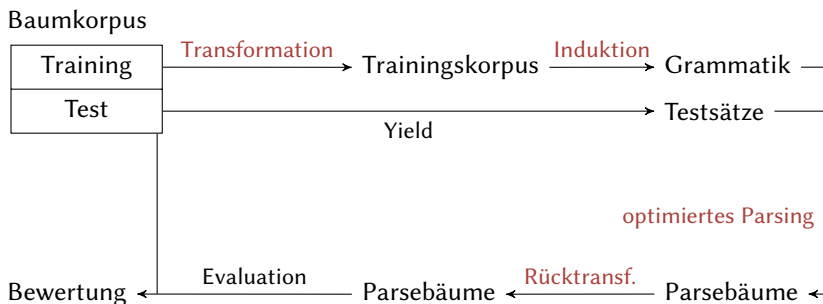 Baumkorpus
Training
Transformation
Trainingskorpus
Induktion
Grammatik
Test
Yield
Testsätze
optimiertes Parsing
Bewertung
Evaluation
Parsebäume
Rücktransf.
Parsebäume